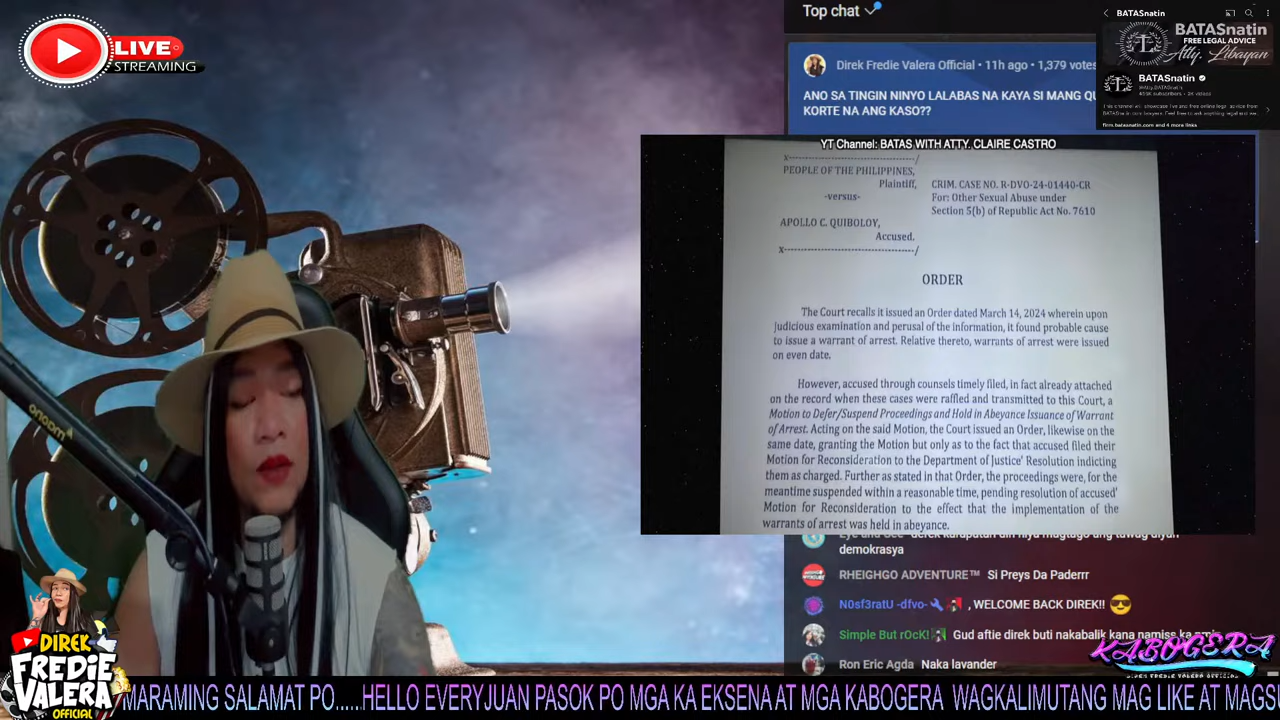 LIVE
STREAMING
Top chat
BATASnatin
BATASnatin
FREE LEGAL ADVICE
Atty. Libayan
BATASnatin
Direk Fredie Valera Official • 11h ago • 1,379 votes
ANO SA TINGIN NINYO LALABAS NA KAYA SI MANG QU
KORTE NA ANG KASO??
YT Channel: BATAS WITH ATTY. CLAIRE CASTRO
x-----------------------------------/
PEOPLE OF THE PHILIPPINES,
Plaintiff,
CRIM. CASE NO. R-DVO-24-01440-CR
-versus-
For: Other Sexual Abuse under
Section 5(b) of Republic Act No. 7610
APOLLO C. QUIBOLOY,
Accused.
x-----------------------------------/
ORDER
The Court recalls it issued an Order dated March 14, 2024 wherein upon
judicious examination and perusal of the information, it found probable cause
to issue a warrant of arrest. Relative thereto, warrants of arrest were issued
on even date.
However, accused through counsels timely filed, in fact already attached
on the record when these cases were raffled and transmitted to this Court, a
Motion to Defer/Suspend Proceedings and Hold in Abeyance Issuance of Warrant
of Arrest. Acting on the said Motion, the Court issued an Order, likewise on the
same date, granting the Motion but only as to the fact that accused filed their
Motion for Reconsideration to the Department of Justice' Resolution indicting
them as charged. Further as stated in that Order, the proceedings were, for the
meantime suspended within a reasonable time, pending resolution of accused'
Motion for Reconsideration to the effect that the implementation of the
warrants of arrest was held in abeyance.
demokrasya
RHEIGHGO ADVENTURE™ Si Preys Da Paderrr
N0sf3ratU -dfvo- , WELCOME BACK DIREK!! 😎
Simple But rOcK! Gud aftie direk buti nakabalik kana namiss ka
Ron Eric Agda Naka lavander
KABOGERA
maono
DIREK
FREDIE
VALERA
OFFICIAL
MARAMING SALAMAT PO.....HELLO EVERYJUAN PASOK PO MGA KA EKSENA AT MGA KABOGERA WAGKALIMUTANG MAG LIKE AT MAGS